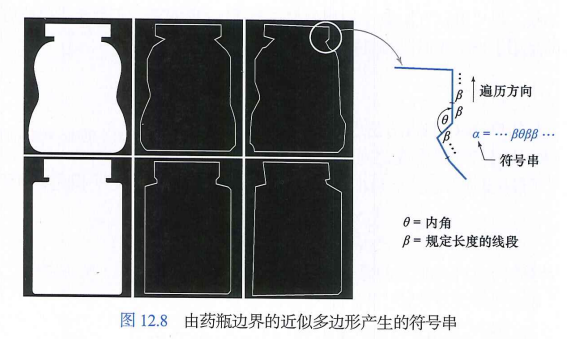 β
β
θ
β
遍历方向
α = ··· βθββ ···
符号串
θ = 内角
β = 规定长度的线段
图 12.8 由药瓶边界的近似多边形产生的符号串